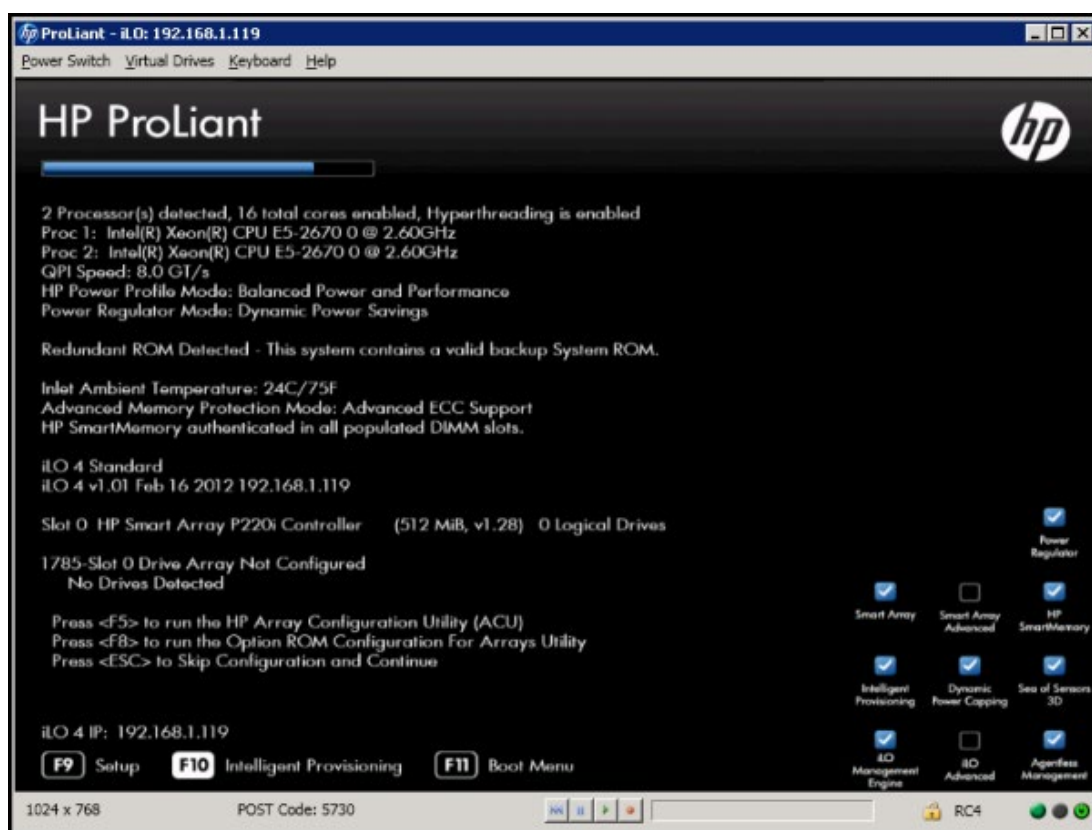 ProLiant - iLO: 192.168.1.119
Power Switch Virtual Drives Keyboard Help
HP ProLiant
hp
2 Processor(s) detected, 16 total cores enabled, Hyperthreading is enabled
Proc 1: Intel(R) Xeon(R) CPU E5-2670 0 @ 2.60GHz
Proc 2: Intel(R) Xeon(R) CPU E5-2670 0 @ 2.60GHz
QPI Speed: 8.0 GT/s
HP Power Profile Mode: Balanced Power and Performance
Power Regulator Mode: Dynamic Power Savings
Redundant ROM Detected - This system contains a valid backup System ROM.
Inlet Ambient Temperature: 24C/75F
Advanced Memory Protection Mode: Advanced ECC Support
HP SmartMemory authenticated in all populated DIMM slots.
iLO 4 Standard
iLO 4 v1.01 Feb 16 2012 192.168.1.119
Slot 0 HP Smart Array P220i Controller (512 MiB, v1.28) 0 Logical Drives
1785-Slot 0 Drive Array Not Configured
No Drives Detected
Press <F5> to run the HP Array Configuration Utility (ACU)
Press <F8> to run the Option ROM Configuration For Arrays Utility
Press <ESC> to Skip Configuration and Continue
Power
Regulator
Smart Array
Smart Array
Advanced
HP
SmartMemory
Intelligent
Provisioning
Dynamic
Power Capping
Sea of Sensors
3D
iLO
Management
Engine
iLO
Advanced
Agentless
Management
iLO 4 IP: 192.168.1.119
F9 Setup F10 Intelligent Provisioning F11 Boot Menu
1024 x 768 POST Code: 5730 RC4